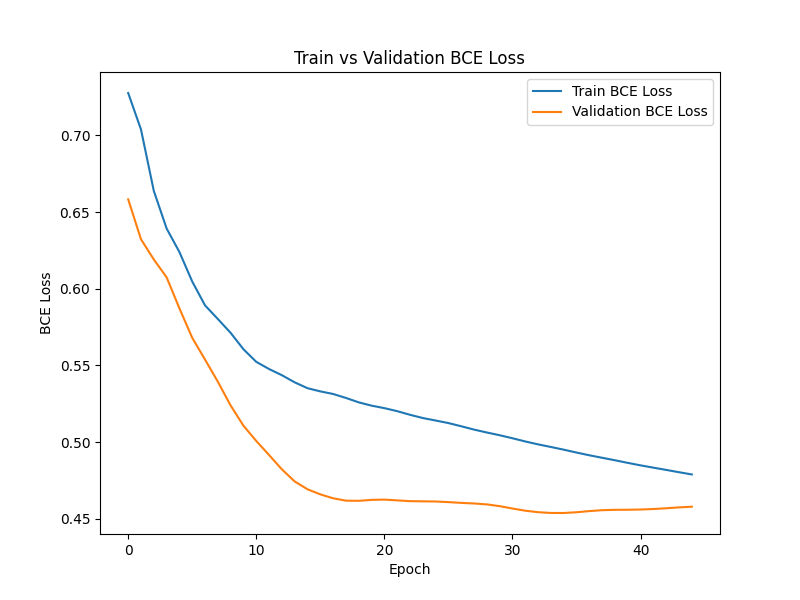 Train vs Validation BCE Loss
Train BCE Loss
Validation BCE Loss
BCE Loss
0.70
0.65
0.60
0.55
0.50
0.45
0 10 20 30 40
Epoch